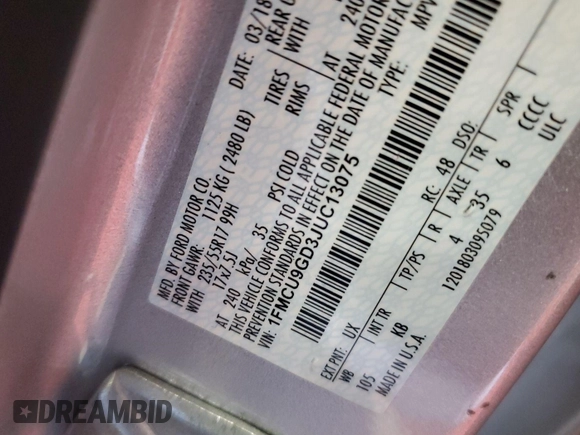 MFD. BY FORD MOTOR CO.
DATE: 03/18
FRONT GAWR: 1125 KG ( 2480 LB)
REAR
WITH 235/55R17 99H TIRES WITH
17x7.5J RIMS
AT 240 kPa/ 35 PSI COLD AT 240
THIS VEHICLE CONFORMS TO ALL APPLICABLE FEDERAL MOTOR
PREVENTION STANDARDS IN EFFECT ON THE DATE OF MANUFAC
VIN: 1FMCU9GD3JUC13075 TYPE: MPV
EXT PNT: UX RC: 48 DSO:
WB INT TR TP/PS R AXLE TR SPR
105 KB 4 35 6 CCCC
MADE IN U.S.A. 1201803095079 ULC
DREAMBID